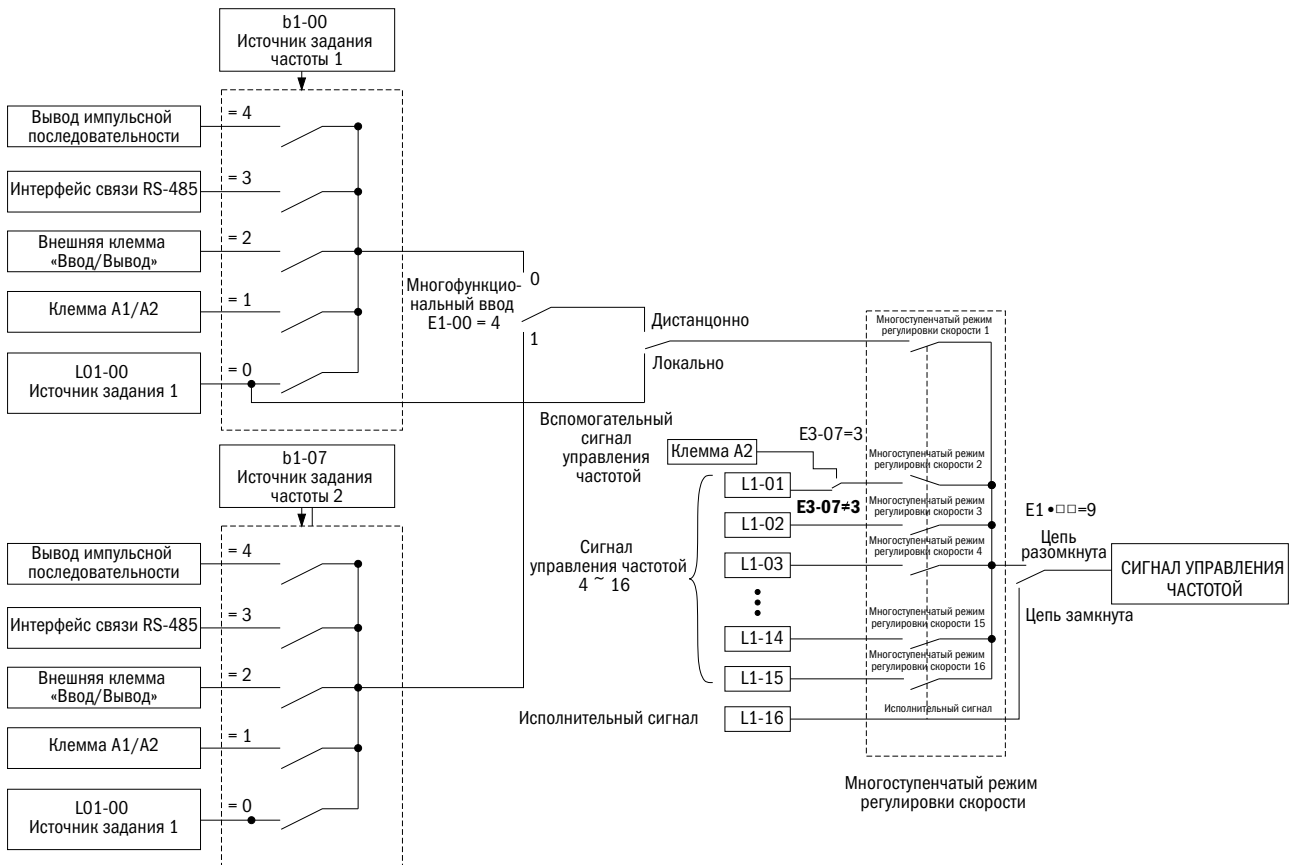 b1-00
Источник задания
частоты 1
Вывод импульсной
последовательности
= 4
Интерфейс связи RS-485
= 3
Внешняя клемма
«Ввод/Вывод»
= 2
Клемма A1/A2
= 1
L01-00
Источник задания 1
= 0
Многофункцио-
нальный ввод
E1-00 = 4
0
1
Дистанцонно
Локально
b1-07
Источник задания
частоты 2
Вывод импульсной
последовательности
= 4
Интерфейс связи RS-485
= 3
Внешняя клемма
«Ввод/Вывод»
= 2
Клемма A1/A2
= 1
L01-00
Источник задания 1
= 0
Вспомогательный
сигнал
управления
частотой
Клемма A2
E3-07=3
E3-07≠3
Сигнал
управления частотой
4 ~ 16
L1-01
L1-02
L1-03
L1-14
L1-15
Исполнительный сигнал
L1-16
Многоступенчатый режим
регулировки скорости 1
Многоступенчатый режим
регулировки скорости 2
Многоступенчатый режим
регулировки скорости 3
Многоступенчатый режим
регулировки скорости 4
Многоступенчатый режим
регулировки скорости 15
Многоступенчатый режим
регулировки скорости 16
Исполнительный сигнал
Многоступенчатый режим
регулировки скорости
E1•□□=9
Цепь
разомкнута
Цепь замкнута
СИГНАЛ УПРАВЛЕНИЯ
ЧАСТОТОЙ